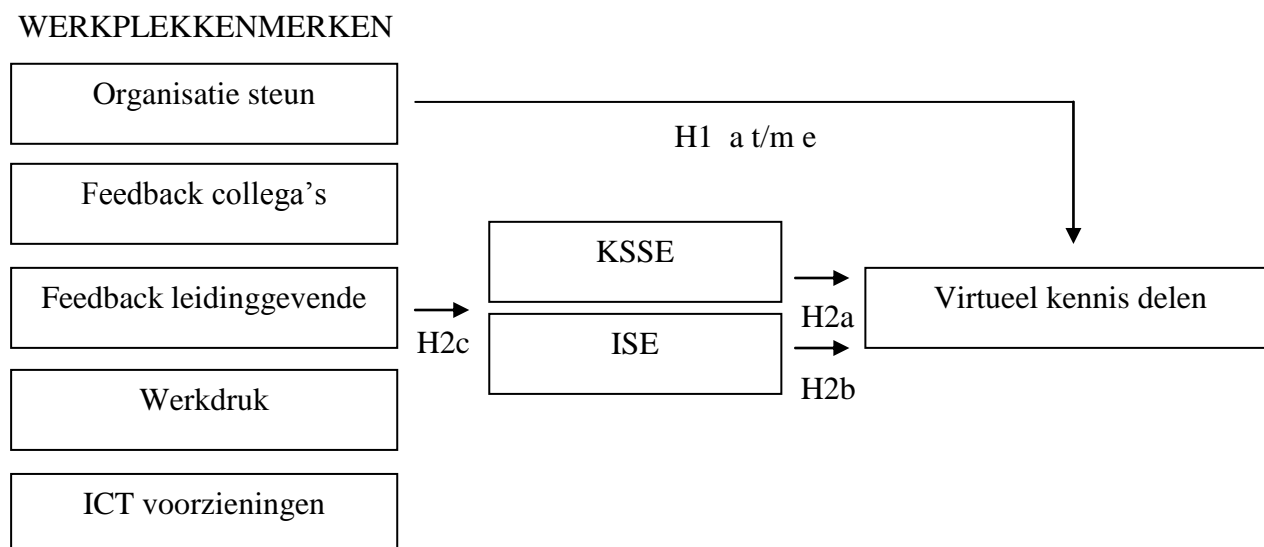 WERKPLEKKENMERKEN
Organisatie steun
H1 a t/m e
Feedback collega’s
KSSE
Feedback leidinggevende
Virtueel kennis delen
H2a
H2c
ISE
H2b
Werkdruk
ICT voorzieningen